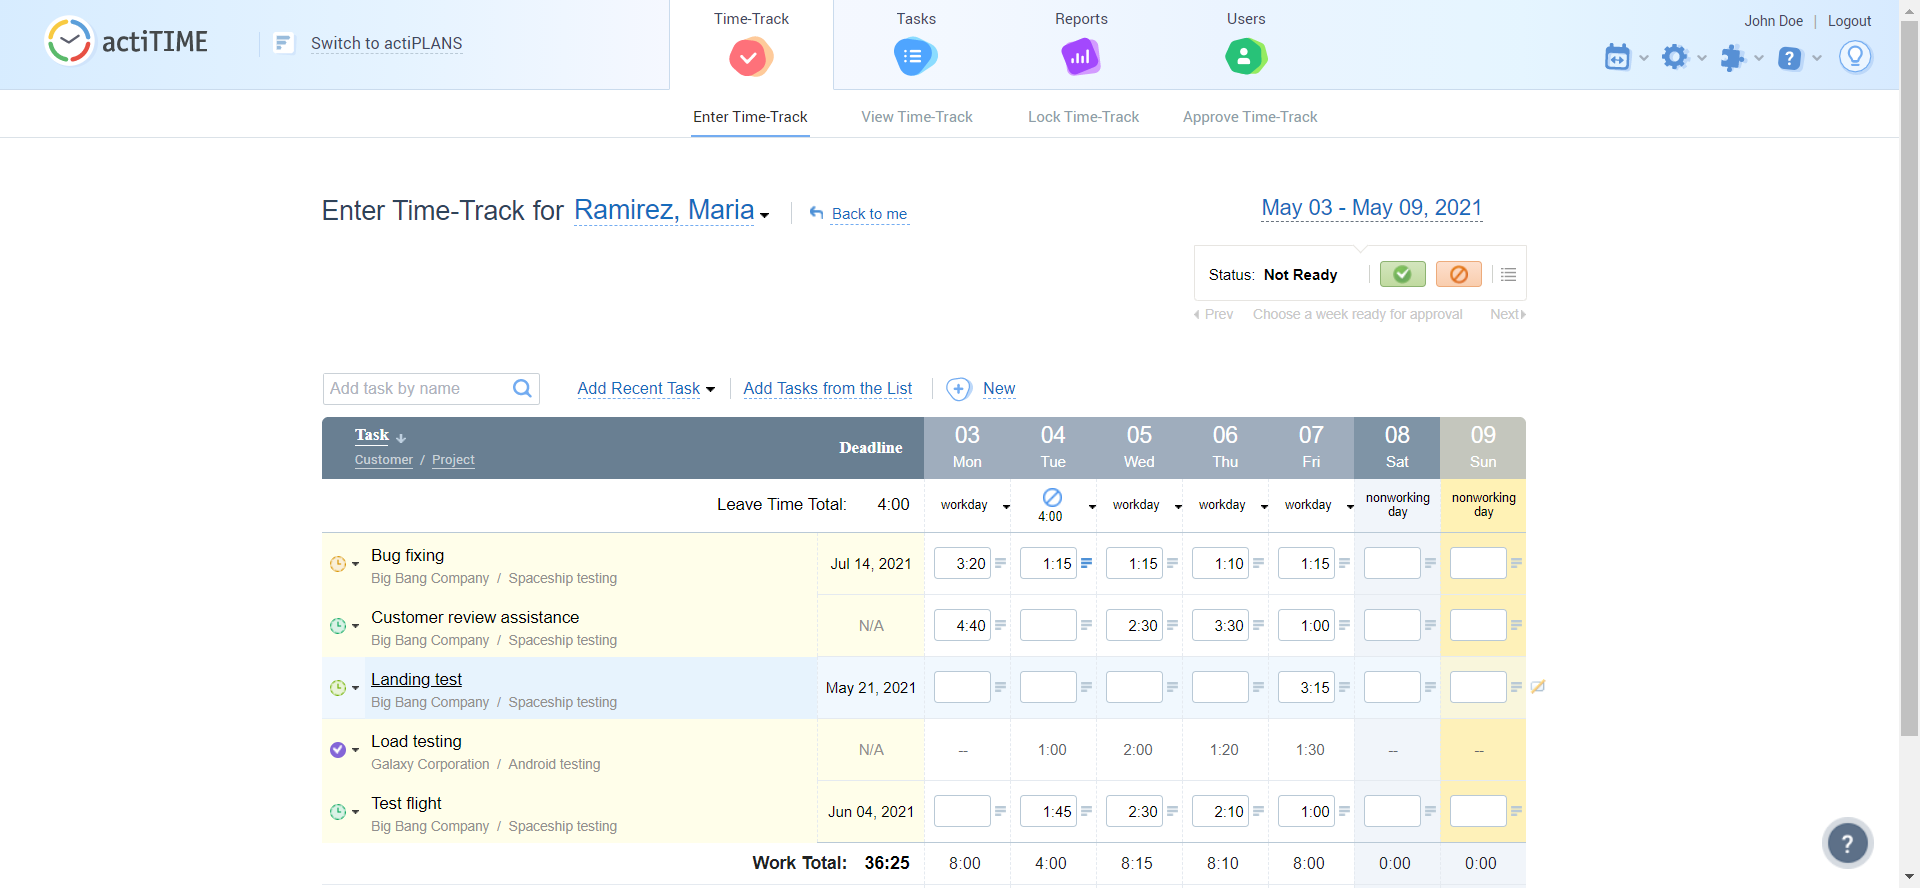 actiTIME
Switch to actiPLANS
Time-Track
Tasks
Reports
Users
John Doe | Logout
Enter Time-Track
View Time-Track
Lock Time-Track
Approve Time-Track
Enter Time-Track for Ramirez, Maria
Back to me
May 03 - May 09, 2021
Status: Not Ready
Prev Choose a week ready for approval Next
Add task by name
Add Recent Task
Add Tasks from the List
New
Task
Customer / Project
Deadline
03 04 05 06 07 08 09
Mon Tue Wed Thu Fri Sat Sun
Leave Time Total: 4:00 workday 4:00 workday workday workday nonworking day nonworking day
Bug fixing
Big Bang Company / Spaceship testing
Jul 14, 2021 3:20 1:15 1:15 1:10 1:15
Customer review assistance
Big Bang Company / Spaceship testing
N/A 4:40 2:30 3:30 1:00
Landing test
Big Bang Company / Spaceship testing
May 21, 2021 3:15
Load testing
Galaxy Corporation / Android testing
N/A -- 1:00 2:00 1:20 1:30 -- --
Test flight
Big Bang Company / Spaceship testing
Jun 04, 2021 1:45 2:30 2:10 1:00
Work Total: 36:25 8:00 4:00 8:15 8:10 8:00 0:00 0:00
?